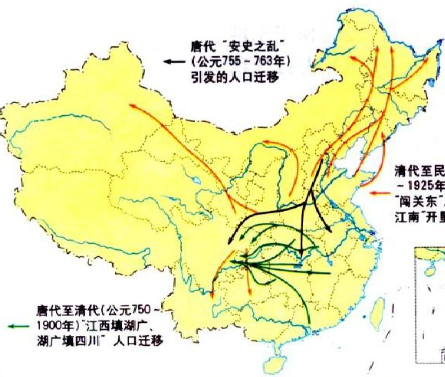 唐代“安史之乱”
(公元755～763年)
引发的人口迁移
清代至民
～1925年
“闯关东”
江南“开
唐代至清代(公元750～
1900年)“江西填湖广、
湖广填四川”人口迁移